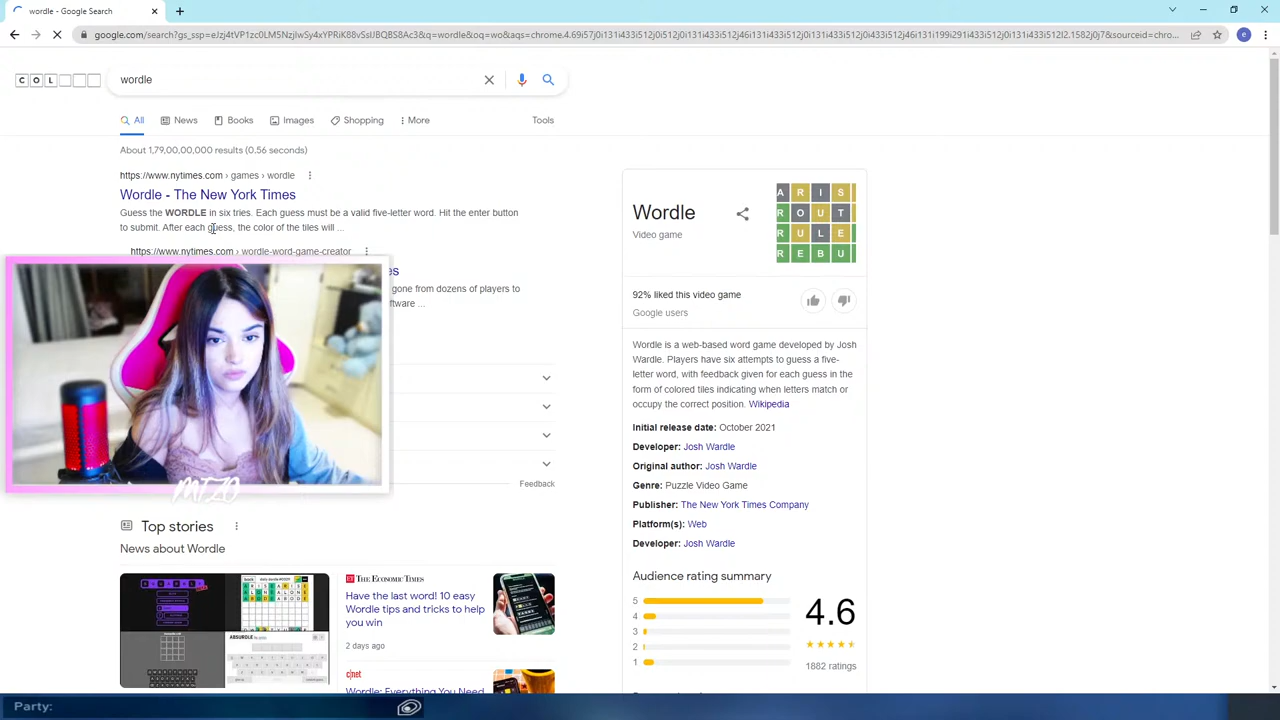 wordle - Google Search
google.com/search?gs_ssp=eJzj4tVP1zc0LM5NzjIwSy4xYPRiK88vSslJBQBS8Ac3&q=wordle&oq=wo&aqs=chrome.4.69i57j0i131i433i512j0i512j0i131i433i512j46i131i433i512j46i131i199i291i433i512j0i131i433i512l2.1582j0j7&sourceid=chro...
e
C O L
wordle
All
News
Books
Images
Shopping
More
Tools
About 1,79,00,00,000 results (0.56 seconds)
https://www.nytimes.com › games › wordle
Wordle - The New York Times
Guess the WORDLE in six tries. Each guess must be a valid five-letter word. Hit the enter button
to submit. After each guess, the color of the tiles will ...
https://www.nytimes.com › wordle-word-game-creator
es
gone from dozens of players to
ftware ...
Feedback
MTZO
Top stories
News about Wordle
THE ECONOMIC TIMES
Have the last word! 10 easy
Wordle tips and tricks to help
you win
2 days ago
c|net
Wordle: Everything You Need
ABSURDLE
Wordle
Video game
A R I S
R O U T
R U L E
R E B U
92% liked this video game
Google users
Wordle is a web-based word game developed by Josh
Wardle. Players have six attempts to guess a five-
letter word, with feedback given for each guess in the
form of colored tiles indicating when letters match or
occupy the correct position. Wikipedia
Initial release date: October 2021
Developer: Josh Wardle
Original author: Josh Wardle
Genre: Puzzle Video Game
Publisher: The New York Times Company
Platform(s): Web
Developer: Josh Wardle
Audience rating summary
5
4
3
2
1
4.6
1882 ratings
Party: